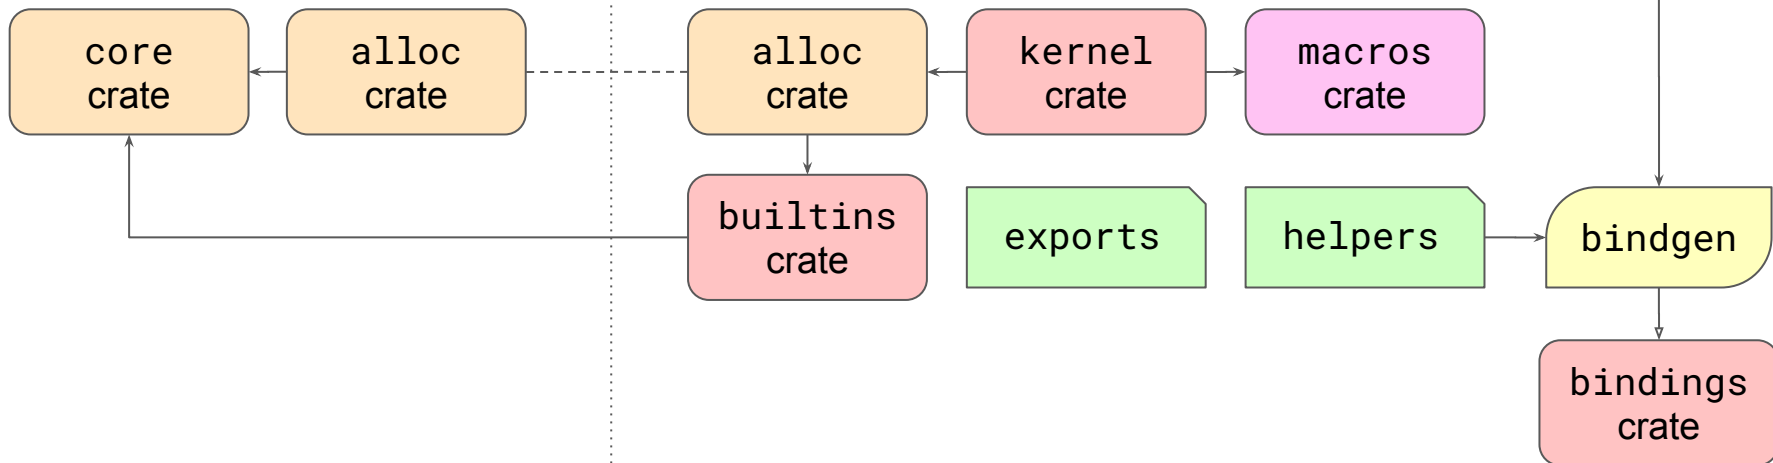 core
crate
alloc
crate
alloc
crate
kernel
crate
macros
crate
builtins
crate
exports
helpers
bindgen
bindings
crate